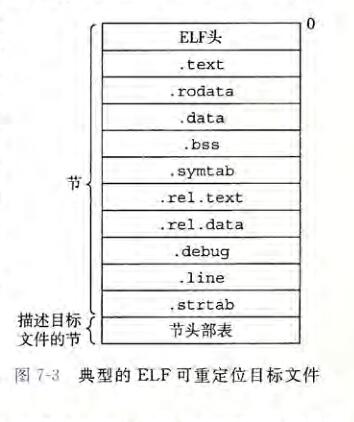 0
ELF头
.text
.rodata
.data
.bss
.symtab
节
.rel.text
.rel.data
.debug
.line
.strtab
描述目标
文件的节
节头部表
图 7-3 典型的 ELF 可重定位目标文件